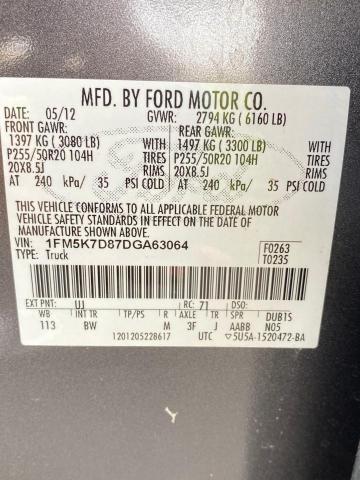 MFD. BY FORD MOTOR CO.
DATE: 05/12 GVWR: 2794 KG ( 6160 LB)
FRONT GAWR: REAR GAWR:
1397 KG ( 3080 LB) WITH 1497 KG ( 3300 LB) WITH
P255/50R20 104H TIRES P255/50R20 104H TIRES
20X8.5J RIMS 20X8.5J RIMS
AT 240 kPa/ 35 PSI COLD AT 240 kPa/ 35 PSI COLD
THIS VEHICLE CONFORMS TO ALL APPLICABLE FEDERAL MOTOR
VEHICLE SAFETY STANDARDS IN EFFECT ON THE DATE OF
MANUFACTURE SHOWN ABOVE.
VIN: 1FM5K7D87DGA63064 F0263
TYPE: Truck T0235
EXT PNT: UJ RC: 71 DSO:
WB INT TR TP/PS R AXLE TR SPR DUB1S
113 BW M 3F J AABB N05
1201205228617 UTC ▽5U5A-1520472-BA